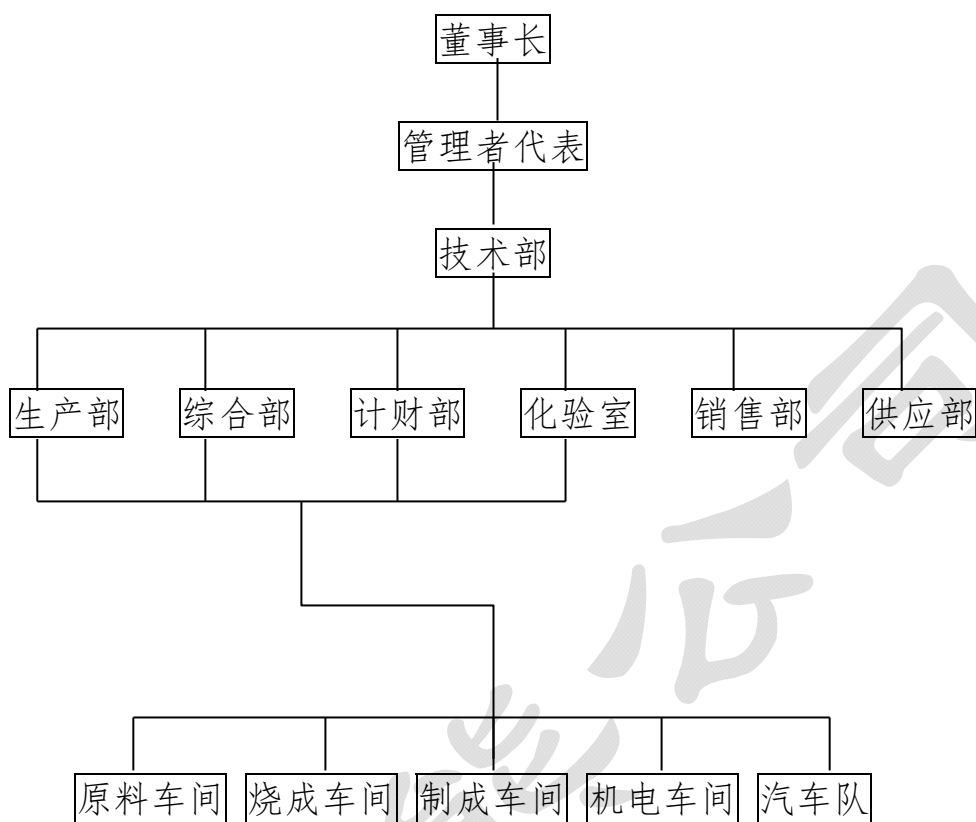 董事长
管理者代表
技术部
生产部 综合部 计财部 化验室 销售部 供应部
原料车间 烧成车间 制成车间 机电车间 汽车队
公司